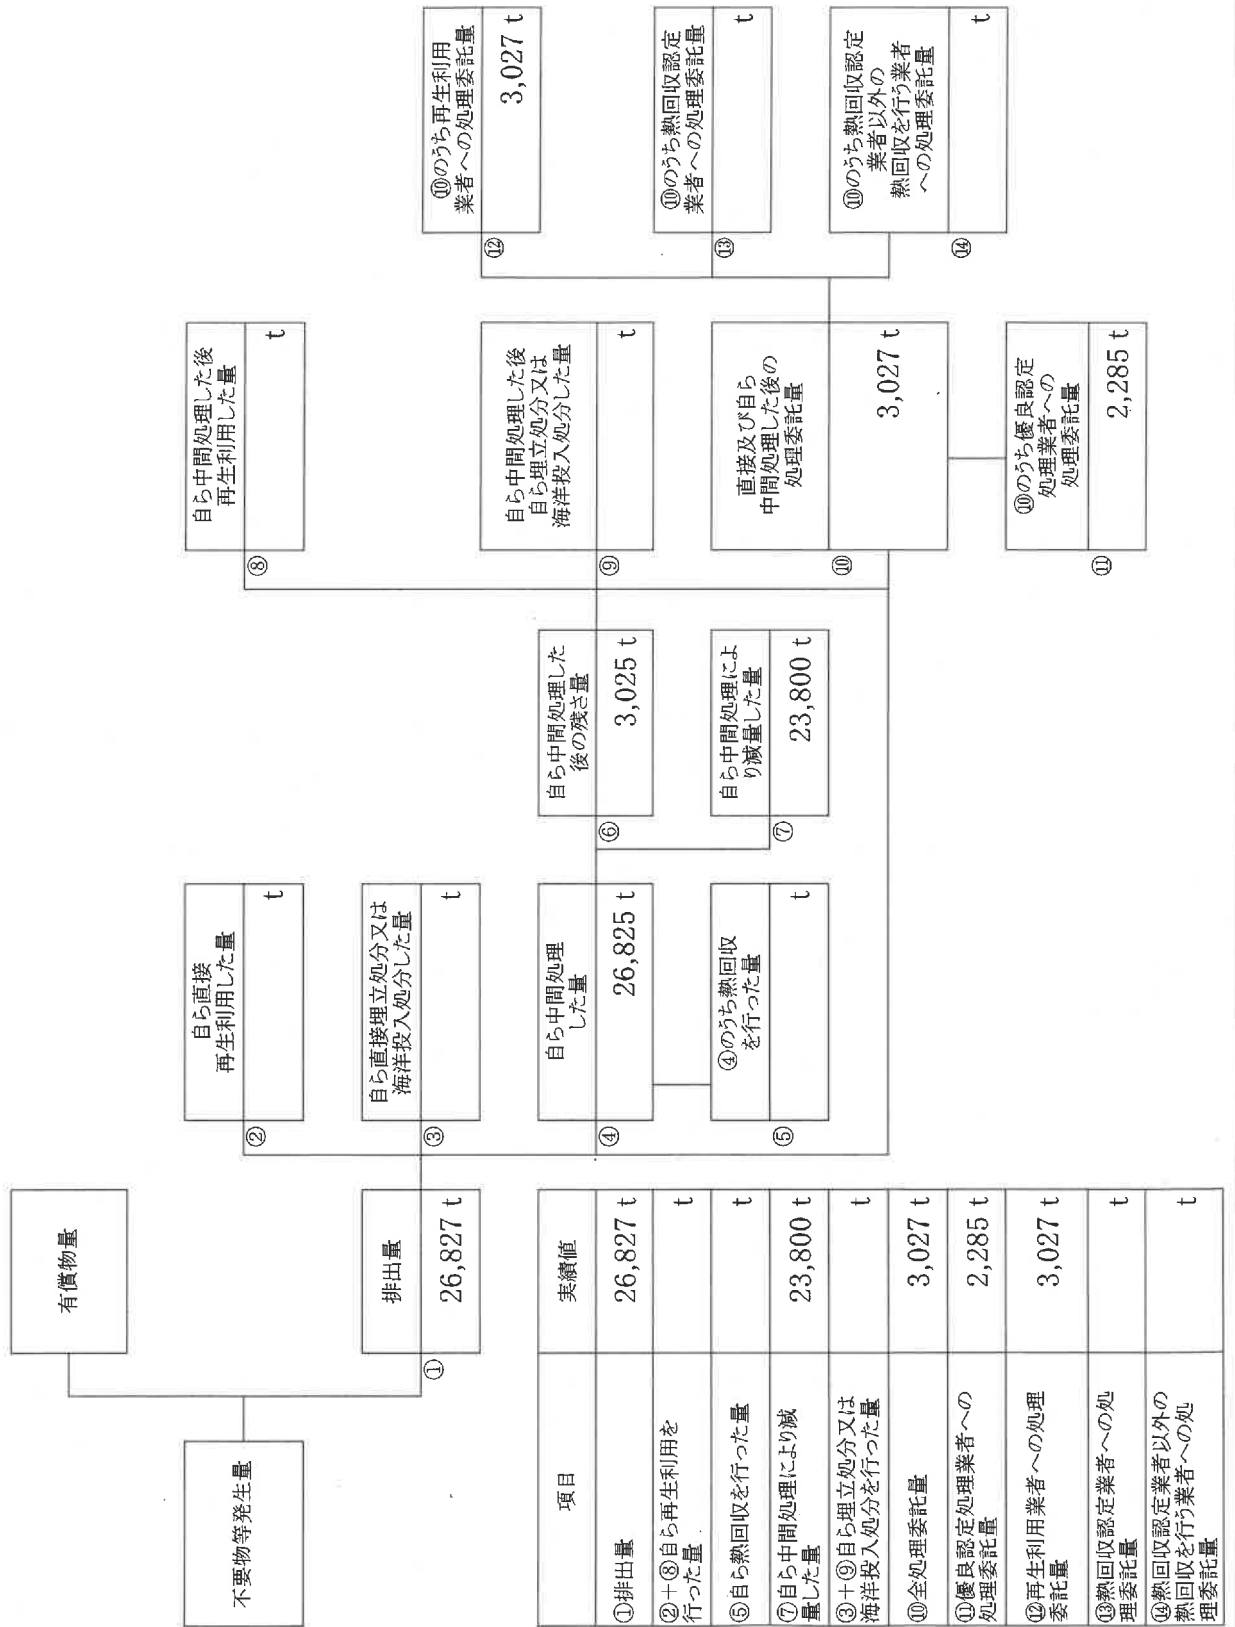 不要物等発生量
有償物量
①
排出量
26,827 t
②
自ら直接
再生利用した量
t
③
自ら直接埋立処分又は
海洋投入処分した量
t
④
自ら中間処理
した量
26,825 t
⑤
④のうち熱回収
を行った量
t
⑥
自ら中間処理した
後の残さ量
3,025 t
⑦
自ら中間処理によ
り減量した量
23,800 t
⑧
自ら中間処理した後
再生利用した量
t
⑨
自ら中間処理した後
自ら埋立処分又は
海洋投入処分した量
t
⑩
直接及び自ら
中間処理した後の
処理委託量
3,027 t
⑪
⑩のうち優良認定
処理業者への
処理委託量
2,285 t
⑫
⑩のうち再生利用
業者への処理委託量
3,027 t
⑬
⑩のうち熱回収認定
業者への処理委託量
t
⑭
⑩のうち熱回収認定
業者以外の
熱回収を行う業者
への処理委託量
t
項目 実績値
①排出量 26,827 t
②＋⑧自ら再生利用を
行った量 t
⑤自ら熱回収を行った量 t
⑦自ら中間処理により減
量した量 23,800 t
③＋⑨自ら埋立処分又は
海洋投入処分を行った量 t
⑩全処理委託量 3,027 t
⑪優良認定処理業者への
処理委託量 2,285 t
⑫再生利用業者への処理
委託量 3,027 t
⑬熱回収認定業者への処
理委託量 t
⑭熱回収認定業者以外の
熱回収を行う業者への処
理委託量 t